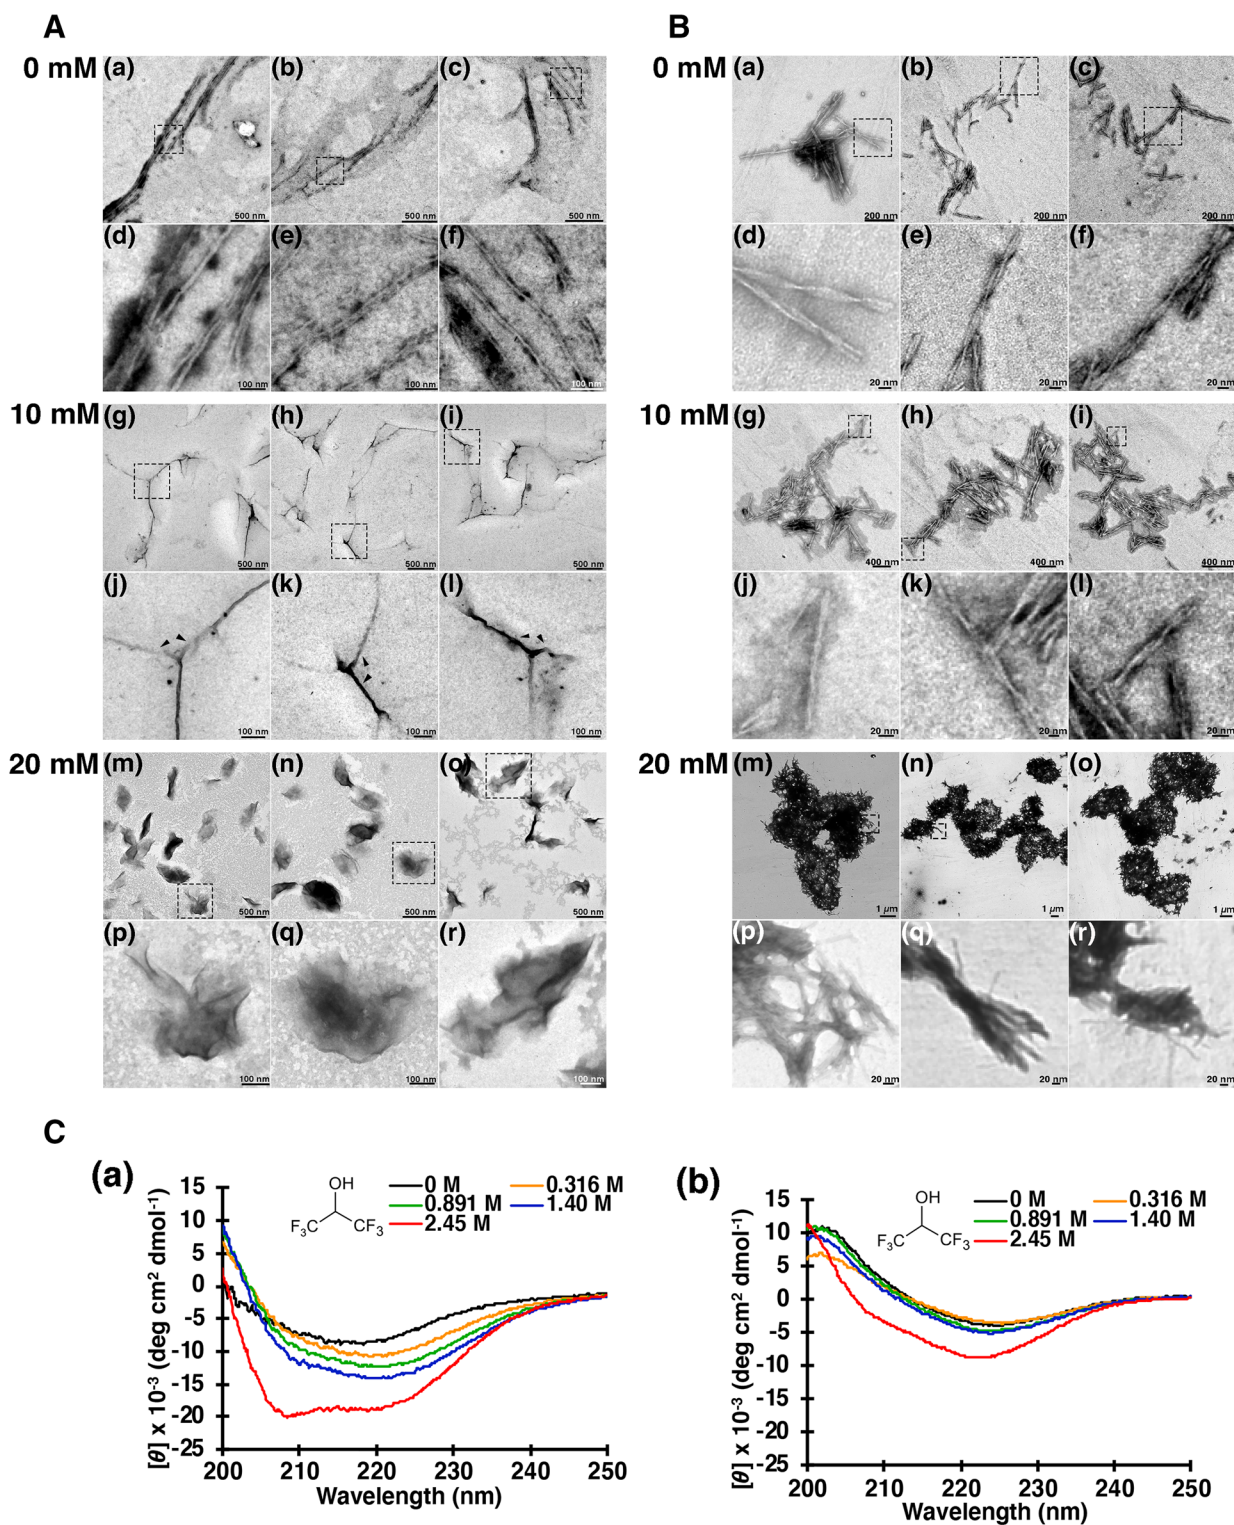 A B
0 mM (a) (b) (c) 0 mM (a) (b) (c)
500 nm 500 nm 500 nm 200 nm 200 nm 200 nm
(d) (e) (f) (d) (e) (f)
100 nm 100 nm 100 nm 20 nm 20 nm 20 nm
10 mM (g) (h) (i) 10 mM (g) (h) (i)
500 nm 500 nm 500 nm 400 nm 400 nm 400 nm
(j) (k) (l) (j) (k) (l)
100 nm 100 nm 100 nm 20 nm 20 nm 20 nm
20 mM (m) (n) (o) 20 mM (m) (n) (o)
500 nm 500 nm 500 nm 1 µm 1 µm 1 µm
(p) (q) (r) (p) (q) (r)
100 nm 100 nm 100 nm 20 nm 20 nm 20 nm
C
(a)
OH
F3C CF3
0 M 0.316 M
0.891 M 1.40 M
2.45 M
[θ] x 10-3 (deg cm2 dmol-1)
15
10
5
0
-5
-10
-15
-20
-25
200 210 220 230 240 250
Wavelength (nm)
(b)
OH
F3C CF3
0 M 0.316 M
0.891 M 1.40 M
2.45 M
[θ] x 10-3 (deg cm2 dmol-1)
15
10
5
0
-5
-10
-15
-20
-25
200 210 220 230 240 250
Wavelength (nm)